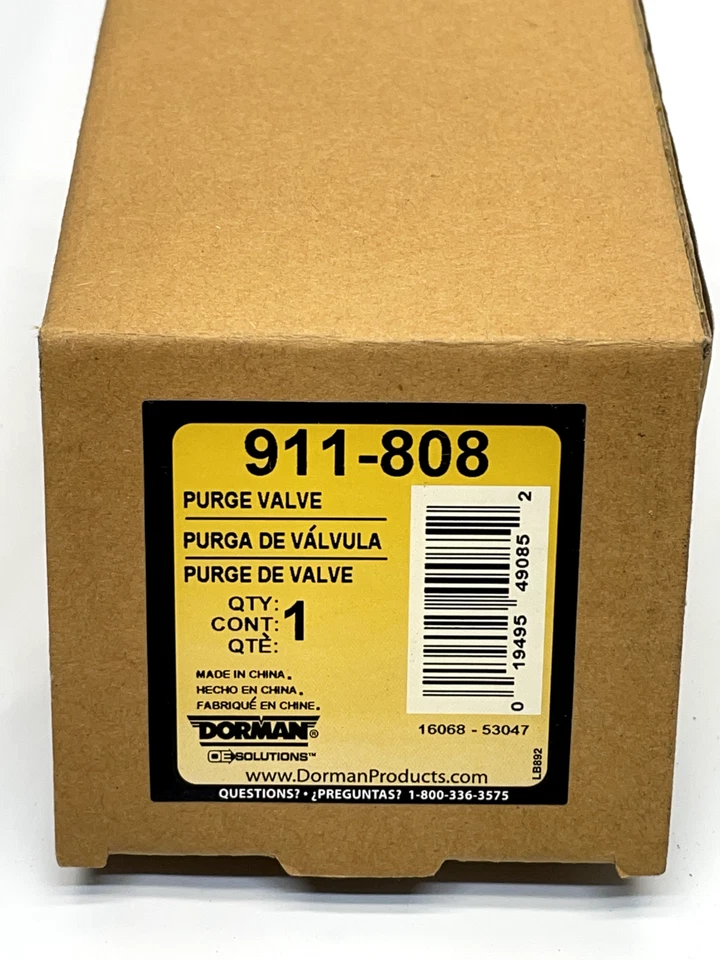 911-808
PURGE VALVE
PURGA DE VÁLVULA
PURGE DE VALVE
QTY:
CONT: 1
QTÈ:
MADE IN CHINA.
HECHO EN CHINA.
FABRIQUÉ EN CHINE.
DORMAN®
OE SOLUTIONS™
0 19495 49085 2
16068 - 53047
LB892
www.DormanProducts.com
QUESTIONS? • ¿PREGUNTAS? 1-800-336-3575